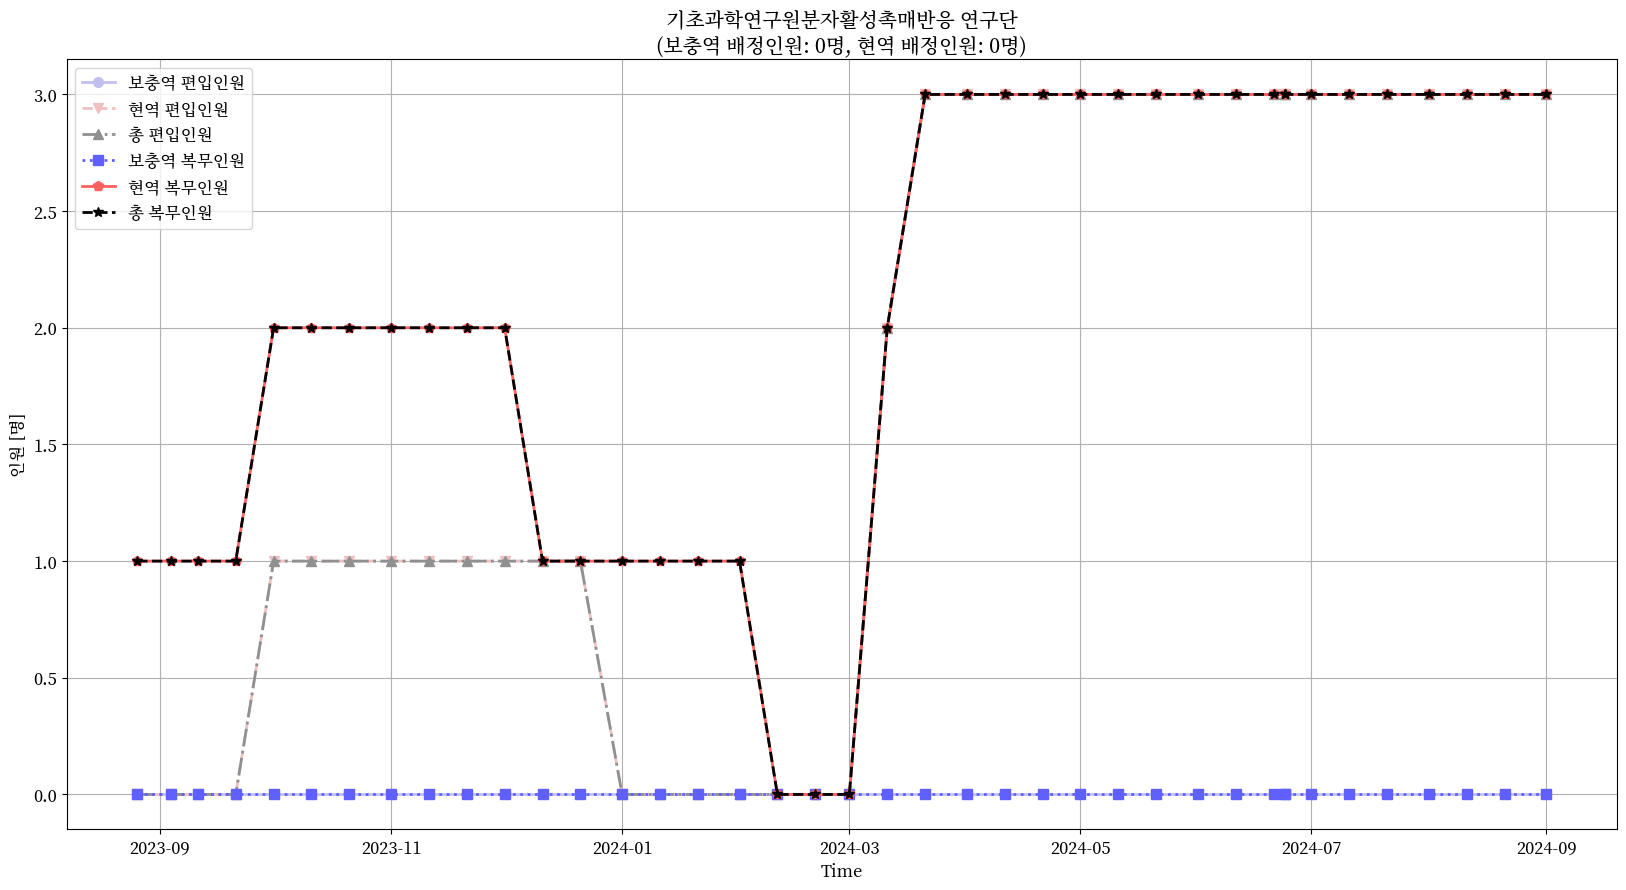 기초과학연구원분자활성촉매반응 연구단
(보충역 배정인원: 0명, 현역 배정인원: 0명)
보충역 편입인원
현역 편입인원
총 편입인원
보충역 복무인원
현역 복무인원
총 복무인원
3.0
2.5
2.0
1.5
1.0
0.5
0.0
인원 [명]
2023-09
2023-11
2024-01
2024-03
2024-05
2024-07
2024-09
Time